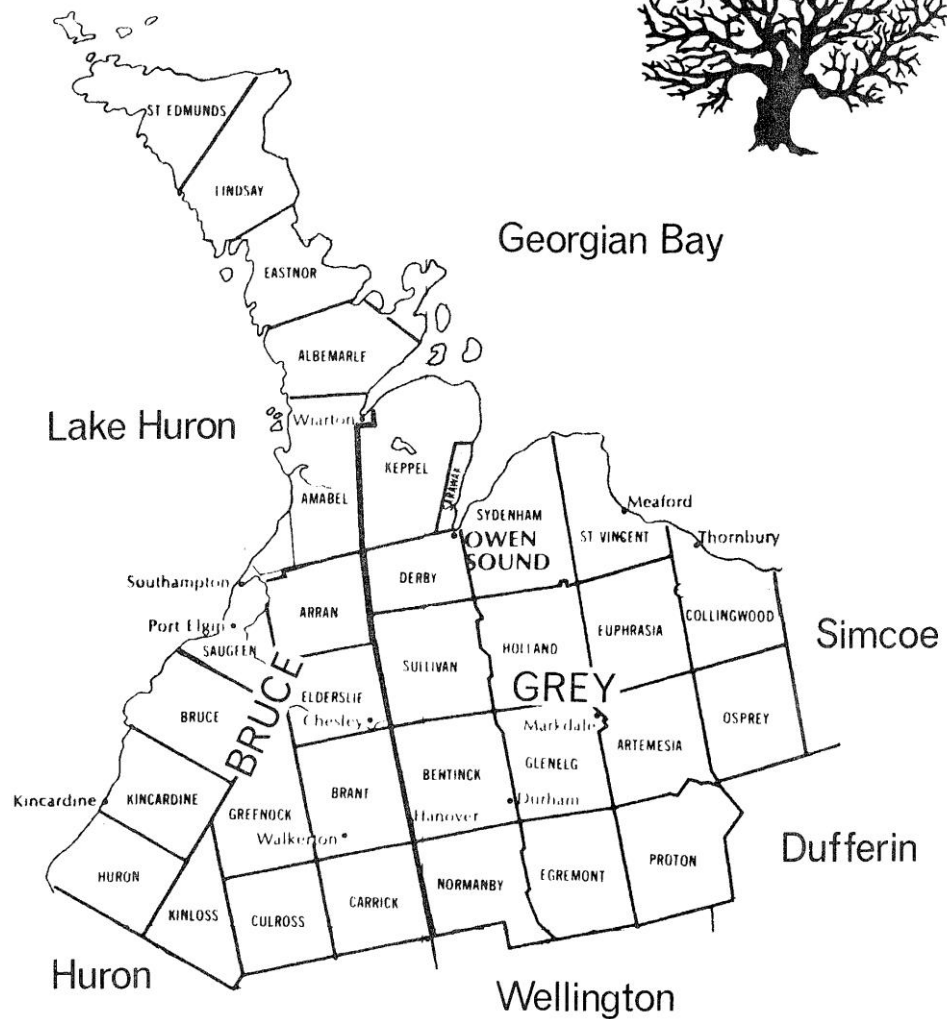 ST EDMUNDS
LINDSAY
Georgian Bay
EASTNOR
ALBEMARLE
Lake Huron
Wiarton
KEPPEL
SARAWAK
AMABEL
Meaford
SYDENHAM
OWEN
SOUND
ST VINCENT
Thornbury
DERBY
Southampton
ARRAN
COLLINGWOOD
Port Elgin
EUPHRASIA
Simcoe
HOLLAND
SAUGEEN
SULLIVAN
ELDERSLIE
GREY
BRUCE
BRUCE
Chesley
Markdale
OSPREY
ARTEMESIA
BENTINCK
GLENELG
Kincardine
KINCARDINE
BRANT
Durham
GREENOCK
Hanover
Walkerton
Dufferin
HURON
PROTON
EGREMONT
NORMANBY
CARRICK
KINLOSS
CULROSS
Huron
Wellington